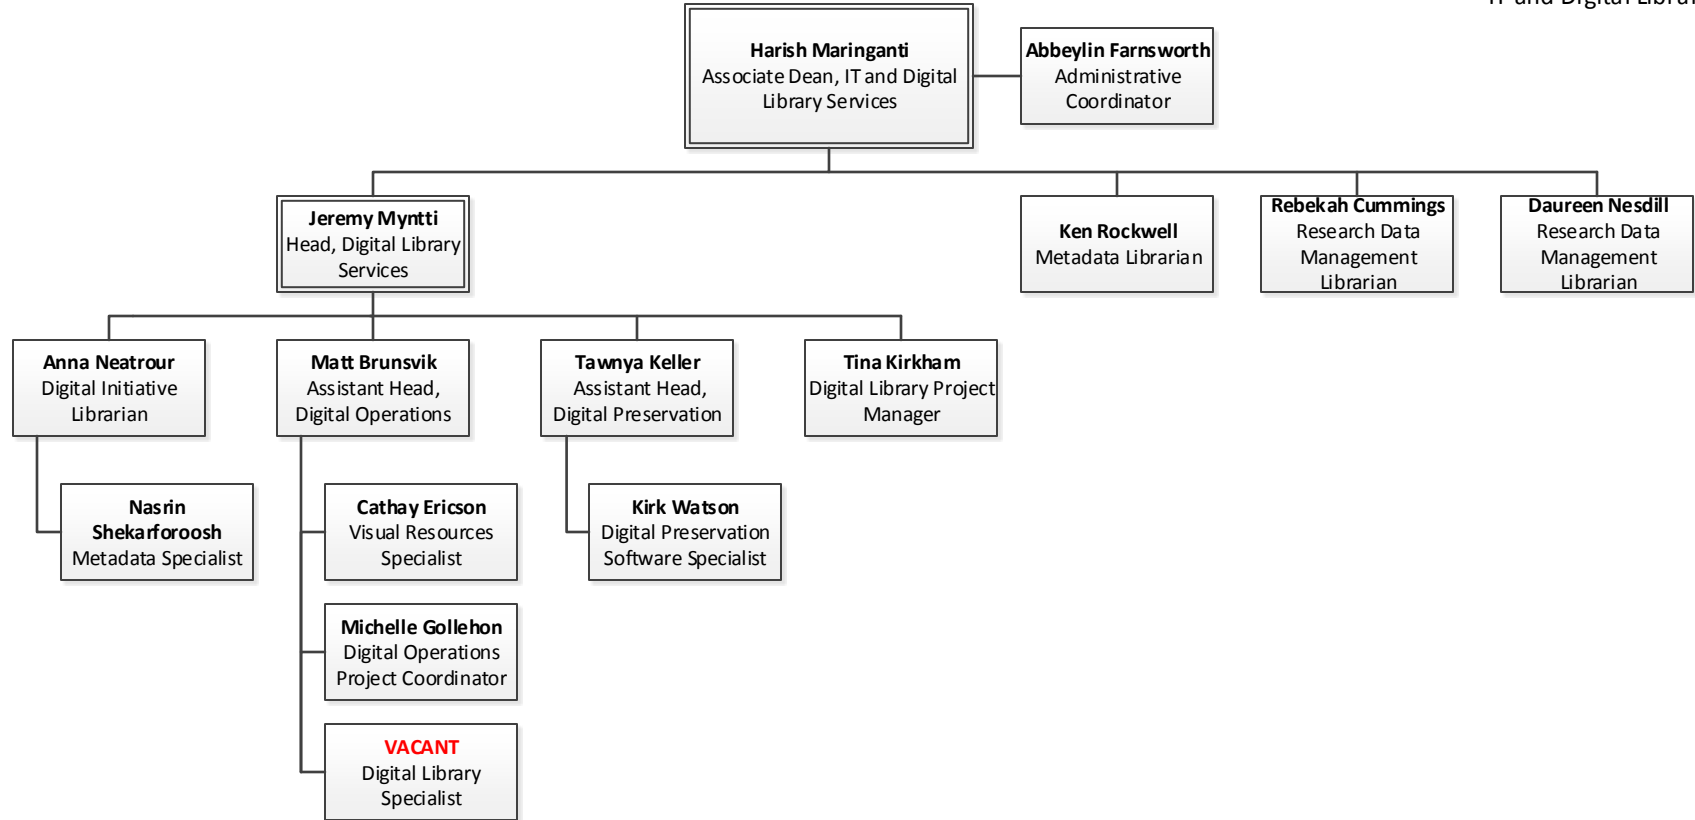 IT and Digital Librar
Harish Maringanti
Associate Dean, IT and Digital
Library Services
Abbeylin Farnsworth
Administrative
Coordinator
Jeremy Myntti
Head, Digital Library
Services
Ken Rockwell
Metadata Librarian
Rebekah Cummings
Research Data
Management
Librarian
Daureen Nesdill
Research Data
Management
Librarian
Anna Neatrour
Digital Initiative
Librarian
Matt Brunsvik
Assistant Head,
Digital Operations
Tawnya Keller
Assistant Head,
Digital Preservation
Tina Kirkham
Digital Library Project
Manager
Nasrin
Shekarforoosh
Metadata Specialist
Cathay Ericson
Visual Resources
Specialist
Kirk Watson
Digital Preservation
Software Specialist
Michelle Gollehon
Digital Operations
Project Coordinator
VACANT
Digital Library
Specialist